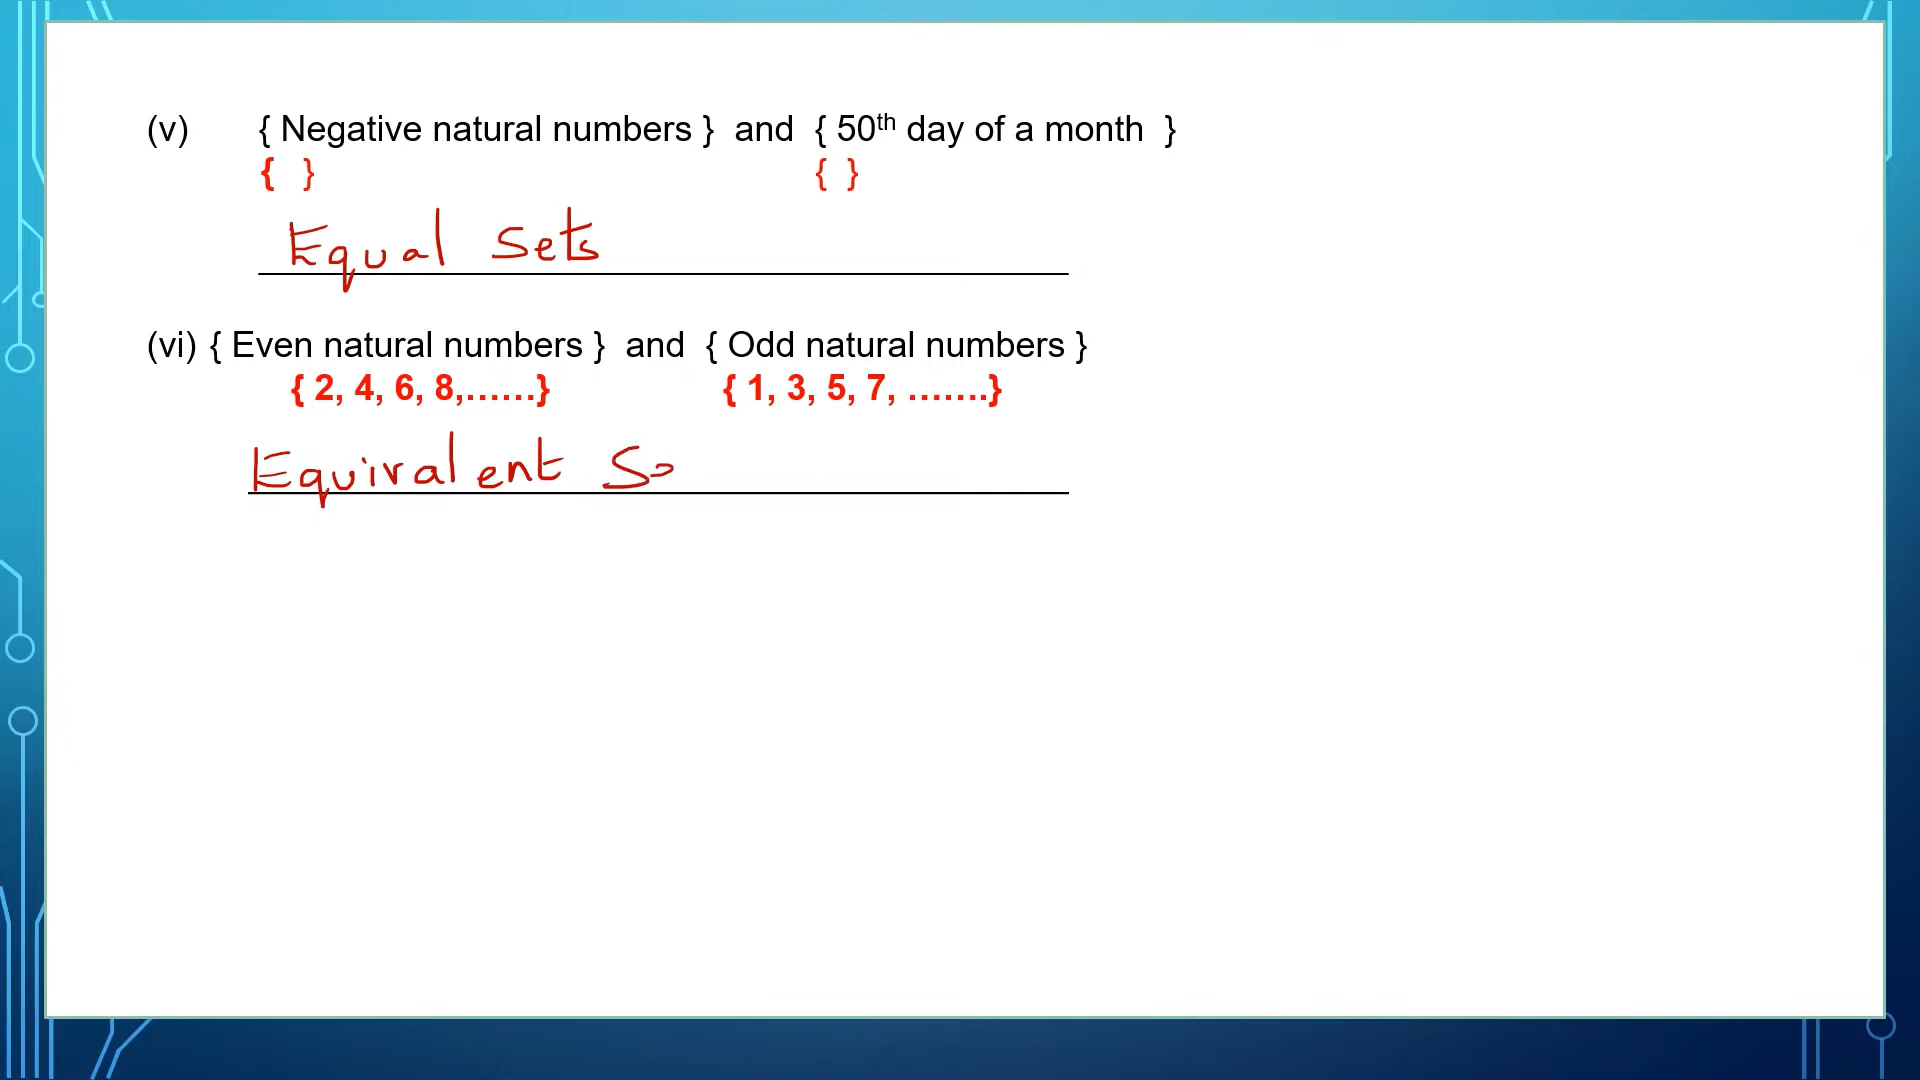 (v) { Negative natural numbers } and { 50th day of a month }
{ } { }
Equal Sets
(vi) { Even natural numbers } and { Odd natural numbers }
{ 2, 4, 6, 8,......} { 1, 3, 5, 7, .......}
Equivalent